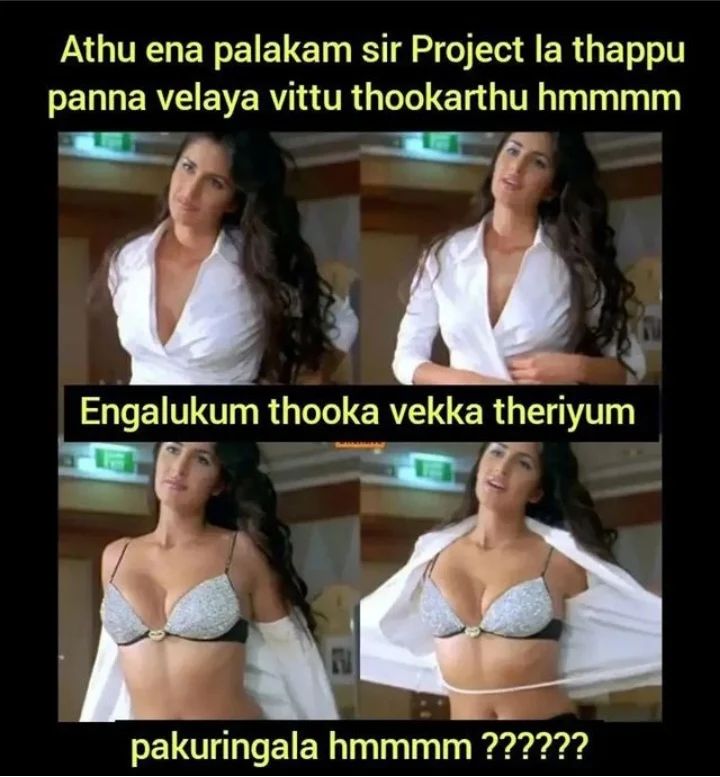 Athu ena palakam sir Project la thappu
panna velaya vittu thookarthu hmmmm
Engalukum thooka vekka theriyum
pakuringala hmmmm ??????